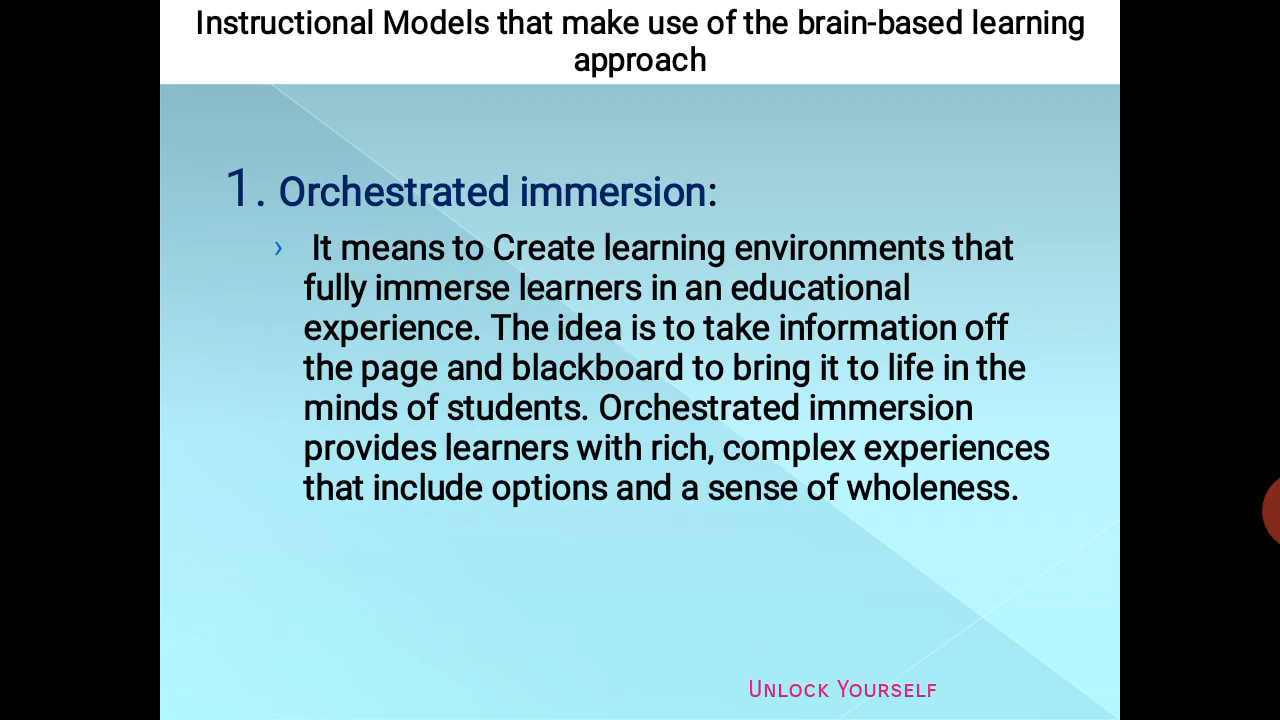 Instructional Models that make use of the brain-based learning
approach
1. Orchestrated immersion:
› It means to Create learning environments that
fully immerse learners in an educational
experience. The idea is to take information off
the page and blackboard to bring it to life in the
minds of students. Orchestrated immersion
provides learners with rich, complex experiences
that include options and a sense of wholeness.
Unlock Yourself